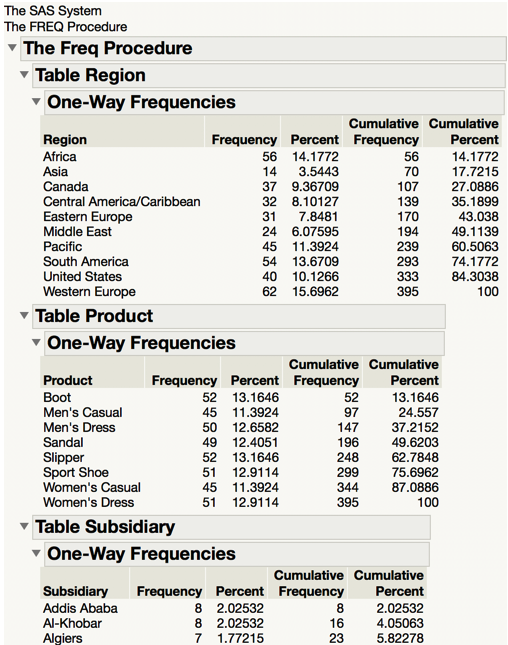 The SAS System
The FREQ Procedure
The Freq Procedure
Table Region
One-Way Frequencies
Cumulative Cumulative
Region Frequency Percent Frequency Percent
Africa 56 14.1772 56 14.1772
Asia 14 3.5443 70 17.7215
Canada 37 9.36709 107 27.0886
Central America/Caribbean 32 8.10127 139 35.1899
Eastern Europe 31 7.8481 170 43.038
Middle East 24 6.07595 194 49.1139
Pacific 45 11.3924 239 60.5063
South America 54 13.6709 293 74.1772
United States 40 10.1266 333 84.3038
Western Europe 62 15.6962 395 100
Table Product
One-Way Frequencies
Cumulative Cumulative
Product Frequency Percent Frequency Percent
Boot 52 13.1646 52 13.1646
Men's Casual 45 11.3924 97 24.557
Men's Dress 50 12.6582 147 37.2152
Sandal 49 12.4051 196 49.6203
Slipper 52 13.1646 248 62.7848
Sport Shoe 51 12.9114 299 75.6962
Women's Casual 45 11.3924 344 87.0886
Women's Dress 51 12.9114 395 100
Table Subsidiary
One-Way Frequencies
Cumulative Cumulative
Subsidiary Frequency Percent Frequency Percent
Addis Ababa 8 2.02532 8 2.02532
Al-Khobar 8 2.02532 16 4.05063
Algiers 7 1.77215 23 5.82278